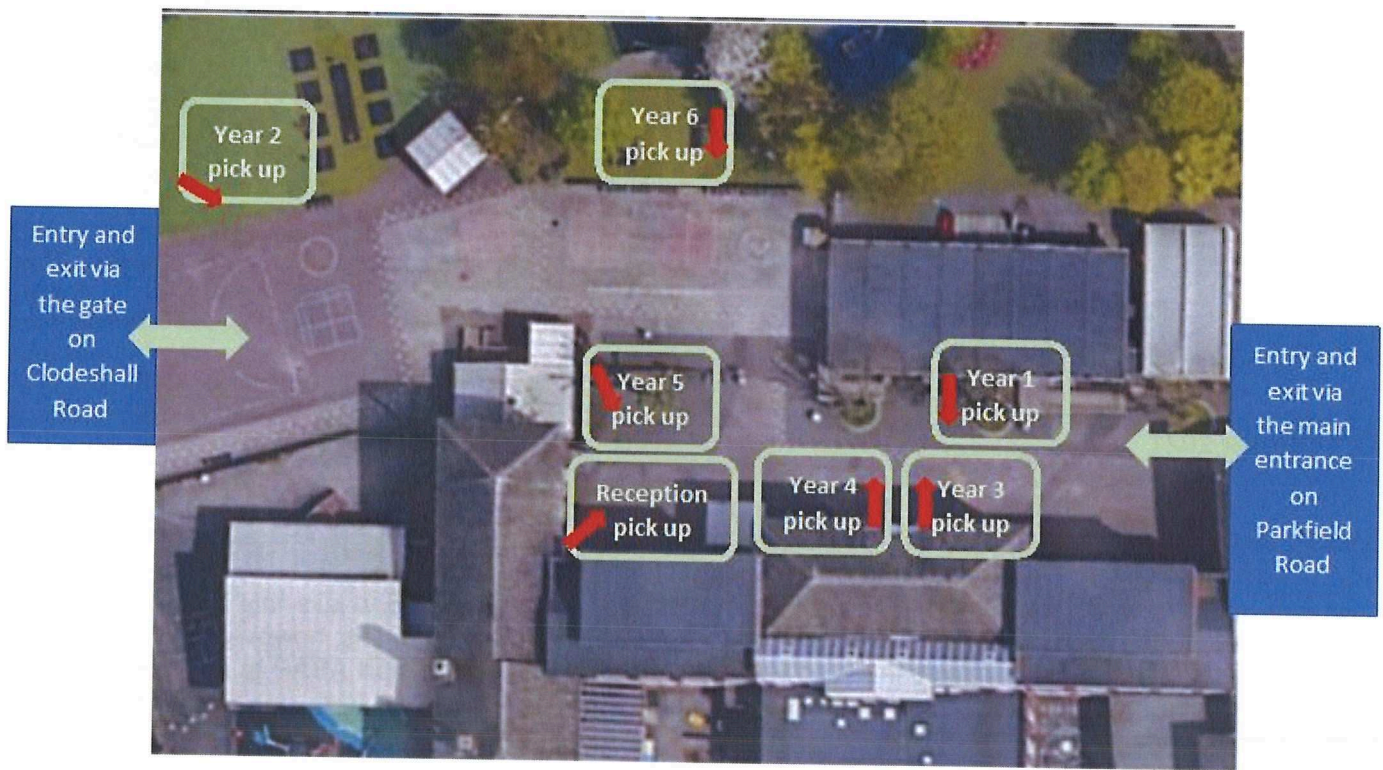 Year 2
pick up
Year 6
pick up
Entry and
exit via
the gate
on
Clodeshall
Road
Year 5
pick up
Year 1
pick up
Entry and
exit via
the main
entrance
on
Parkfield
Road
Reception
pick up
Year 4
pick up
Year 3
pick up